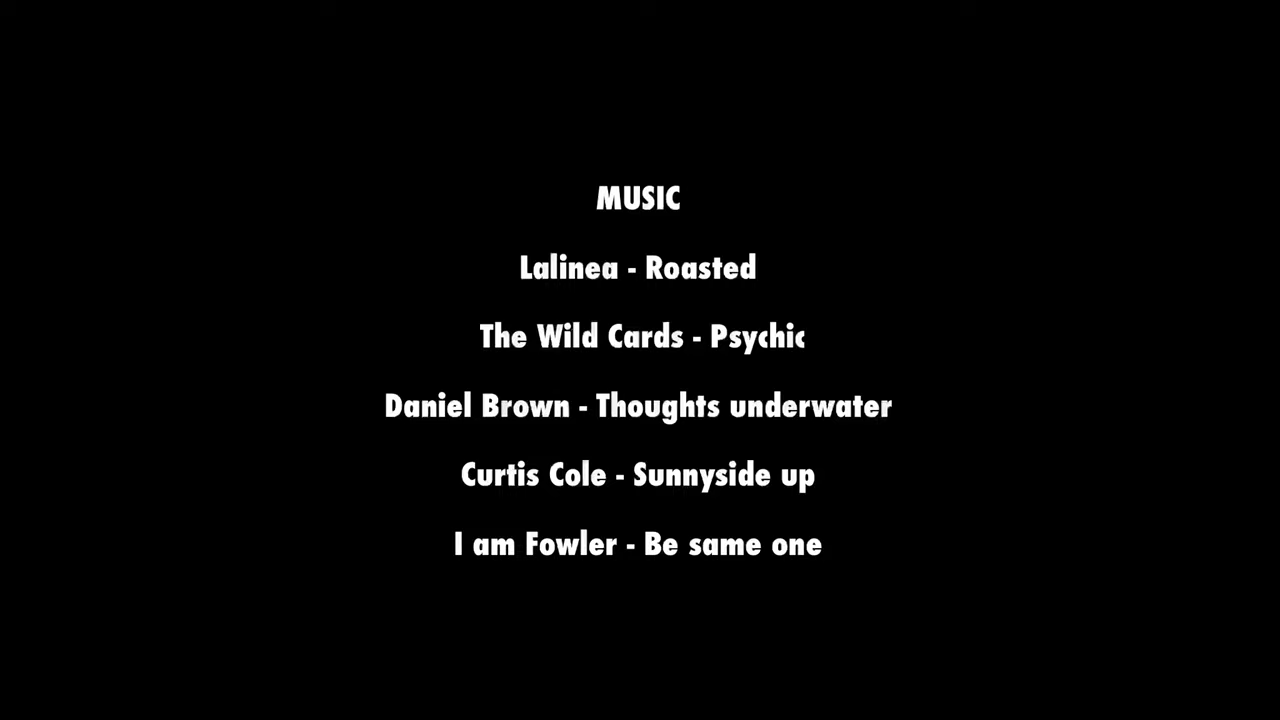 MUSIC
Lalinea - Roasted
The Wild Cards - Psychic
Daniel Brown - Thoughts underwater
Curtis Cole - Sunnyside up
I am Fowler - Be same one